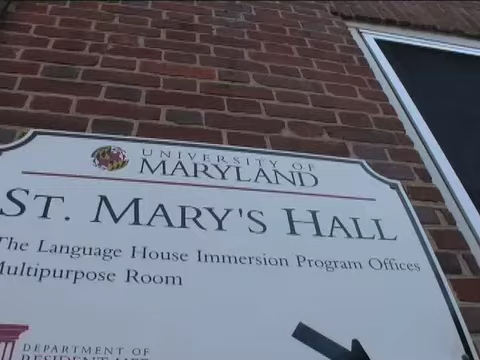 UNIVERSITY OF
MARYLAND
ST. MARY'S HALL
The Language House Immersion Program Offices
Multipurpose Room
DEPARTMENT OF